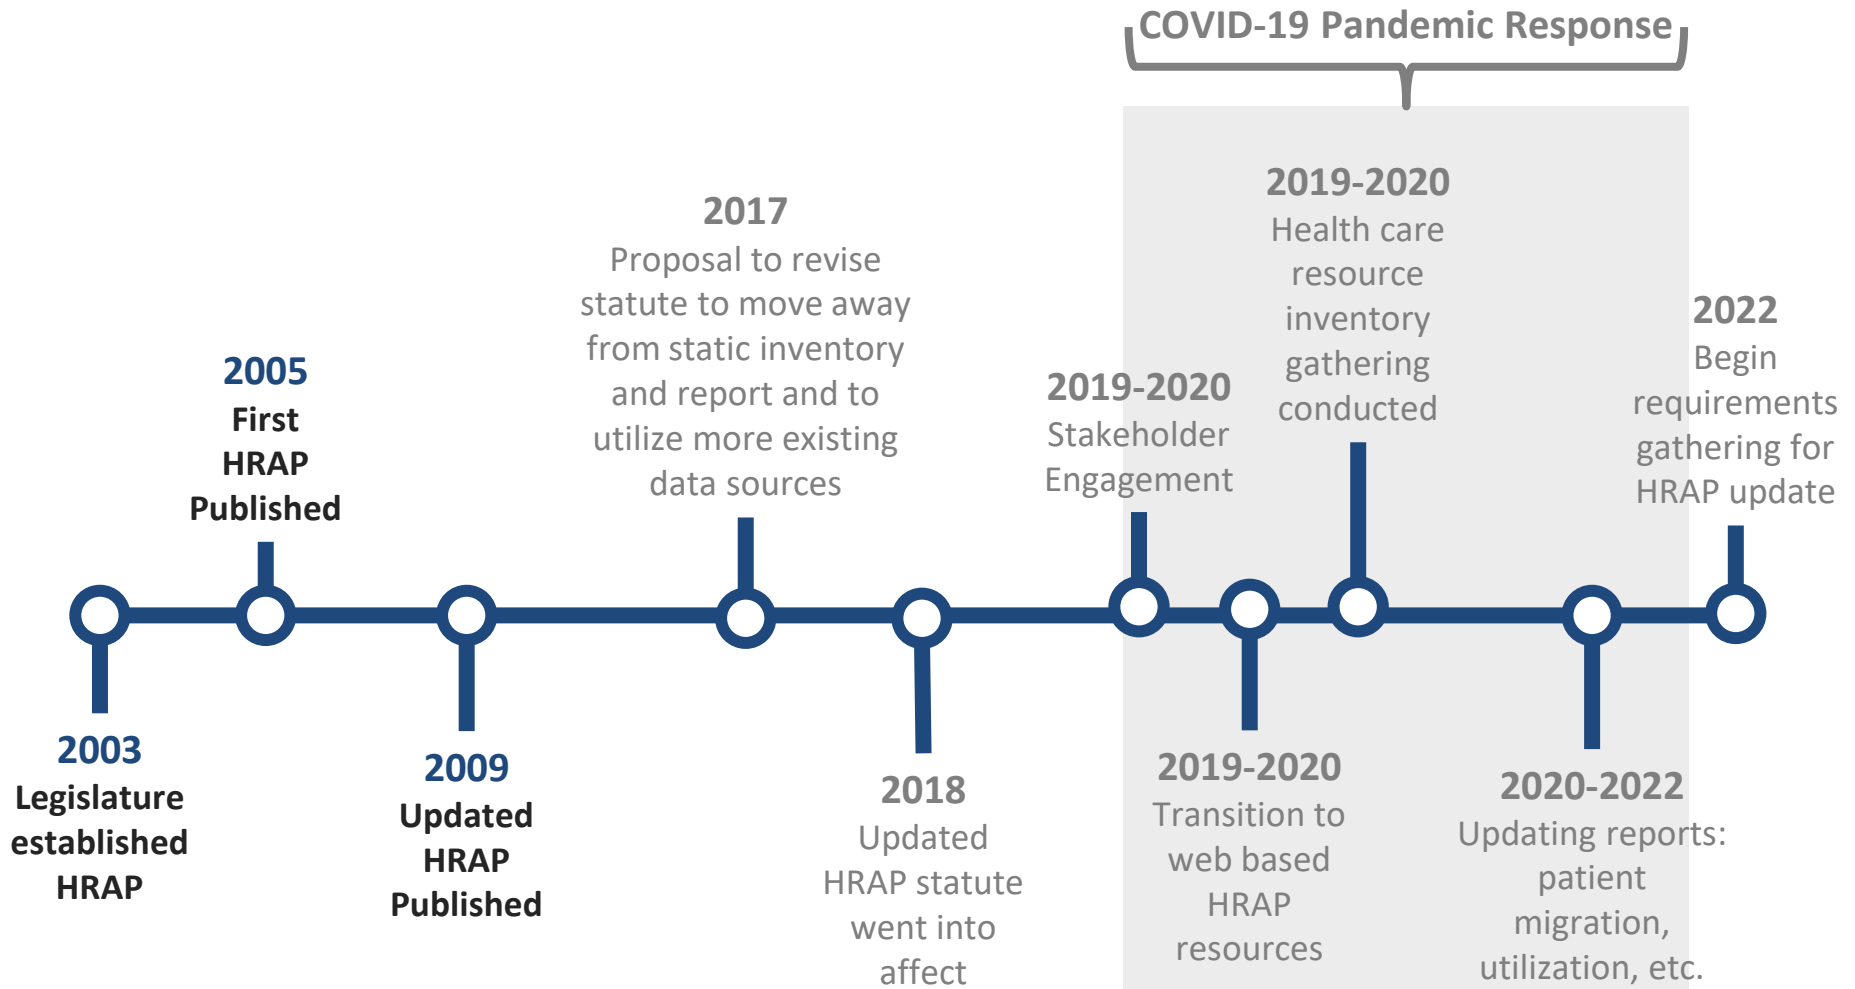 COVID-19 Pandemic Response
2003
Legislature
established
HRAP
2005
First
HRAP
Published
2009
Updated
HRAP
Published
2017
Proposal to revise
statute to move away
from static inventory
and report and to
utilize more existing
data sources
2018
Updated
HRAP statute
went into
affect
2019-2020
Stakeholder
Engagement
2019-2020
Transition to
web based
HRAP
resources
2019-2020
Health care
resource
inventory
gathering
conducted
2020-2022
Updating reports:
patient
migration,
utilization, etc.
2022
Begin
requirements
gathering for
HRAP update